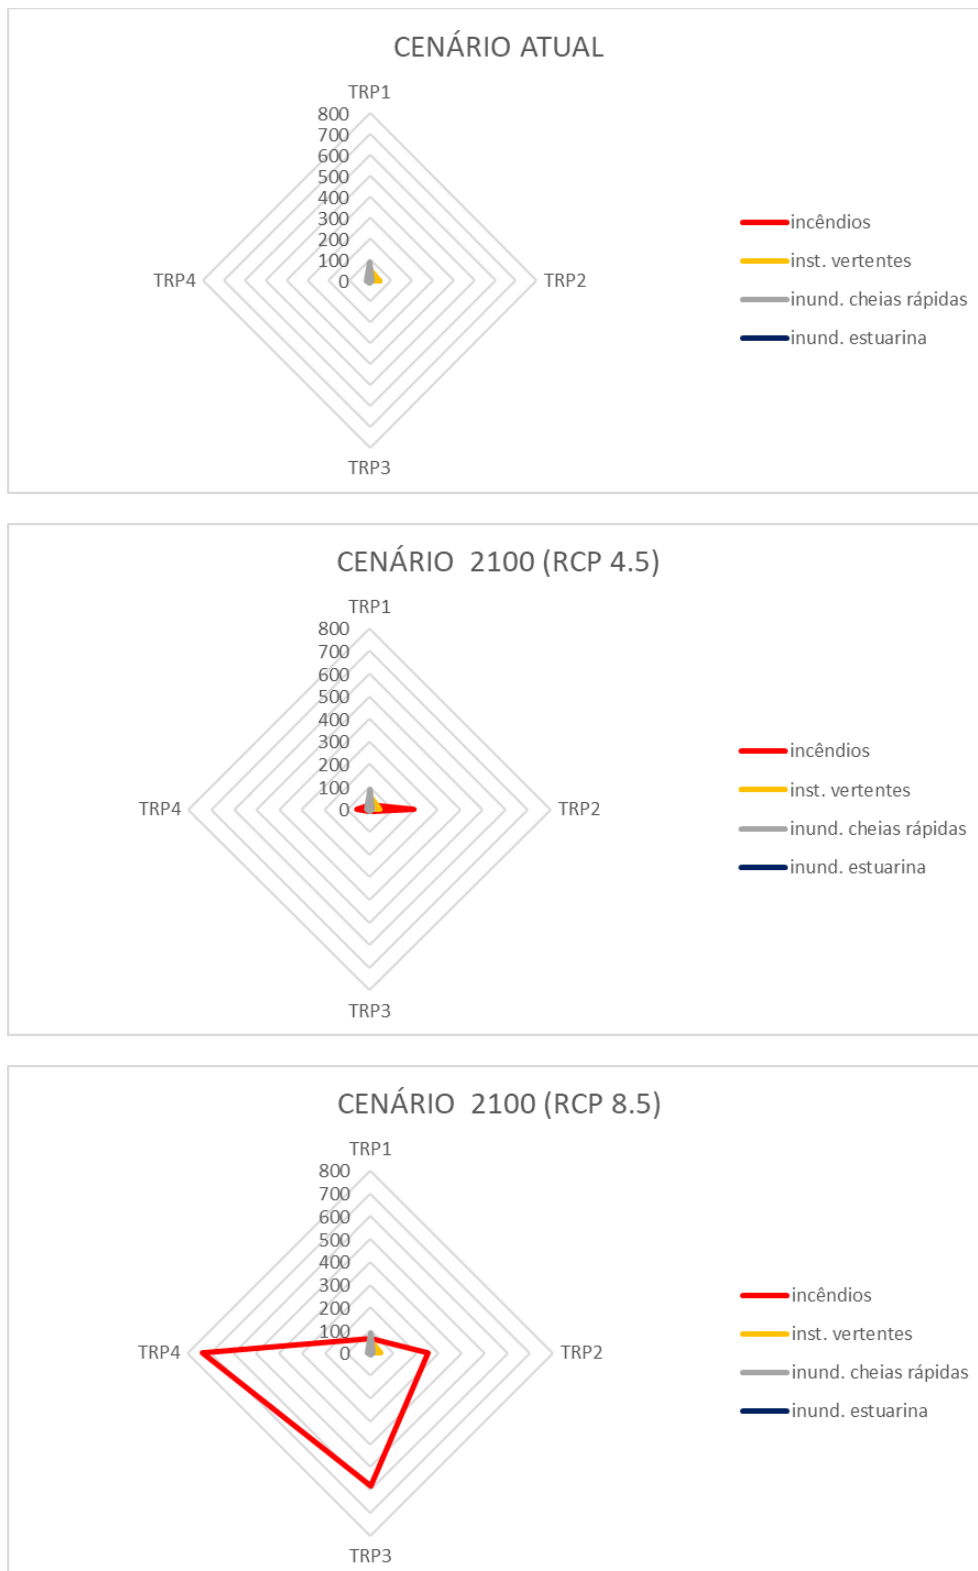 CENÁRIO ATUAL
TRP1
800
700
600
500
400
300
200
100
0
TRP4
TRP2
TRP3
incêndios
inst. vertentes
inund. cheias rápidas
inund. estuarina
CENÁRIO 2100 (RCP 4.5)
TRP1
800
700
600
500
400
300
200
100
0
TRP4
TRP2
TRP3
incêndios
inst. vertentes
inund. cheias rápidas
inund. estuarina
CENÁRIO 2100 (RCP 8.5)
TRP1
800
700
600
500
400
300
200
100
0
TRP4
TRP2
TRP3
incêndios
inst. vertentes
inund. cheias rápidas
inund. estuarina